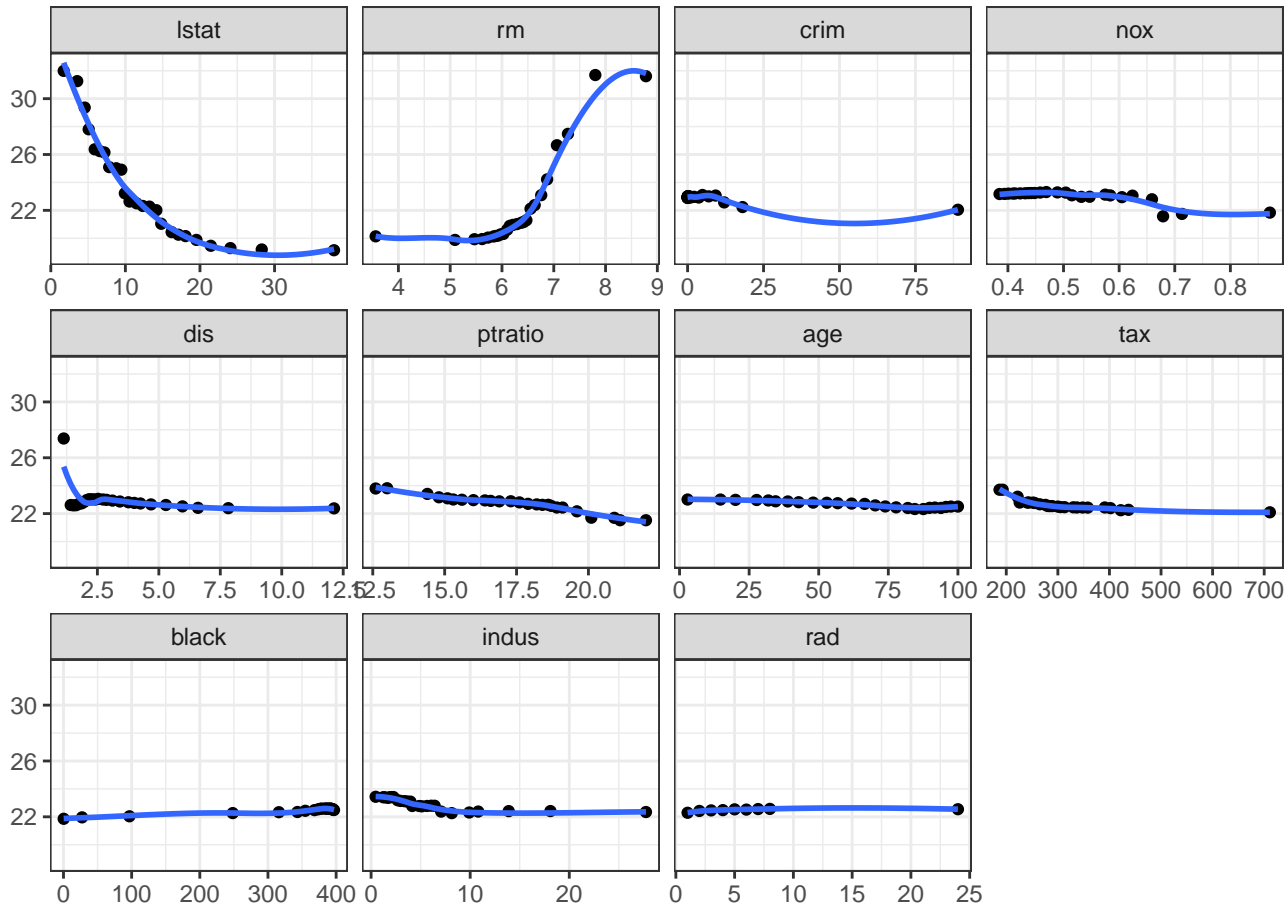 lstat rm crim nox
30
26
22
0 10 20 30 4 5 6 7 8 9 0 25 50 75 0.4 0.5 0.6 0.7 0.8
dis ptratio age tax
30
26
22
2.5 5.0 7.5 10.0 12.5 12.5 15.0 17.5 20.0 0 25 50 75 100 200 300 400 500 600 700
black indus rad
30
26
22
0 100 200 300 400 0 10 20 0 5 10 15 20 25